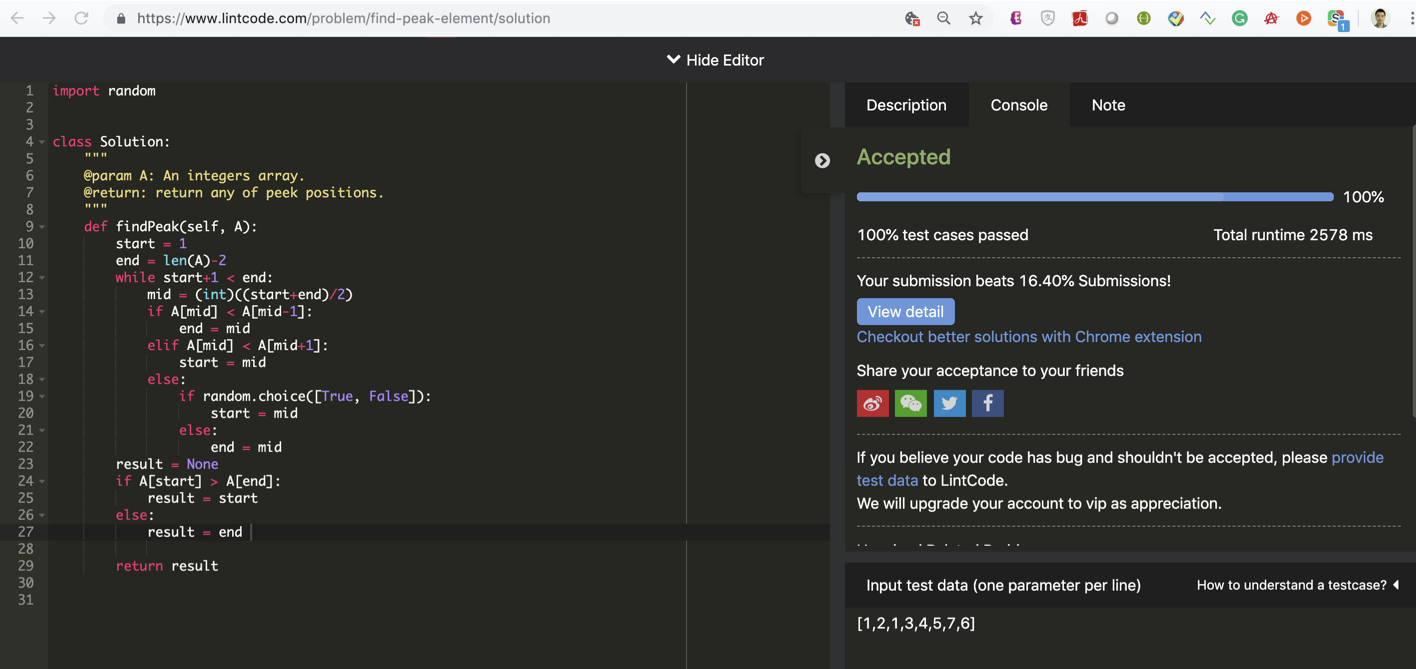 https://www.lintcode.com/problem/find-peak-element/solution
1
Hide Editor
1 import random
2
3
4 class Solution:
5     """
6     @param A: An integers array.
7     @return: return any of peek positions.
8     """
9     def findPeak(self, A):
10         start = 1
11         end = len(A)-2
12         while start+1 < end:
13             mid = (int)((start+end)/2)
14             if A[mid] < A[mid-1]:
15                 end = mid
16             elif A[mid] < A[mid+1]:
17                 start = mid
18             else:
19                 if random.choice([True, False]):
20                     start = mid
21                 else:
22                     end = mid
23         result = None
24         if A[start] > A[end]:
25             result = start
26         else:
27             result = end
28
29         return result
30
31
Description Console Note
Accepted
100%
100% test cases passed Total runtime 2578 ms
Your submission beats 16.40% Submissions!
View detail
Checkout better solutions with Chrome extension
Share your acceptance to your friends
If you believe your code has bug and shouldn't be accepted, please provide
test data to LintCode.
We will upgrade your account to vip as appreciation.
Input test data (one parameter per line) How to understand a testcase?
[1,2,1,3,4,5,7,6]